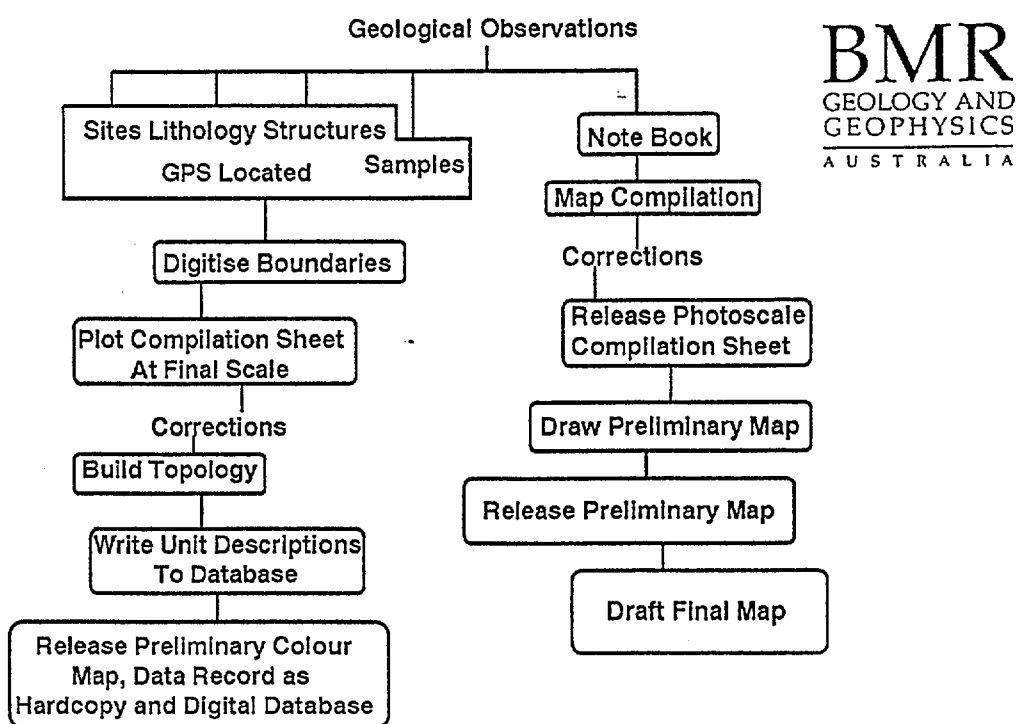 Geological Observations
BMR
GEOLOGY AND
GEOPHYSICS
AUSTRALIA
Sites Lithology Structures
GPS Located
Samples
Digitise Boundaries
Plot Compilation Sheet
At Final Scale
Corrections
Build Topology
Write Unit Descriptions
To Database
Release Preliminary Colour
Map, Data Record as
Hardcopy and Digital Database
Note Book
Map Compilation
Corrections
Release Photoscale
Compilation Sheet
Draw Preliminary Map
Release Preliminary Map
Draft Final Map